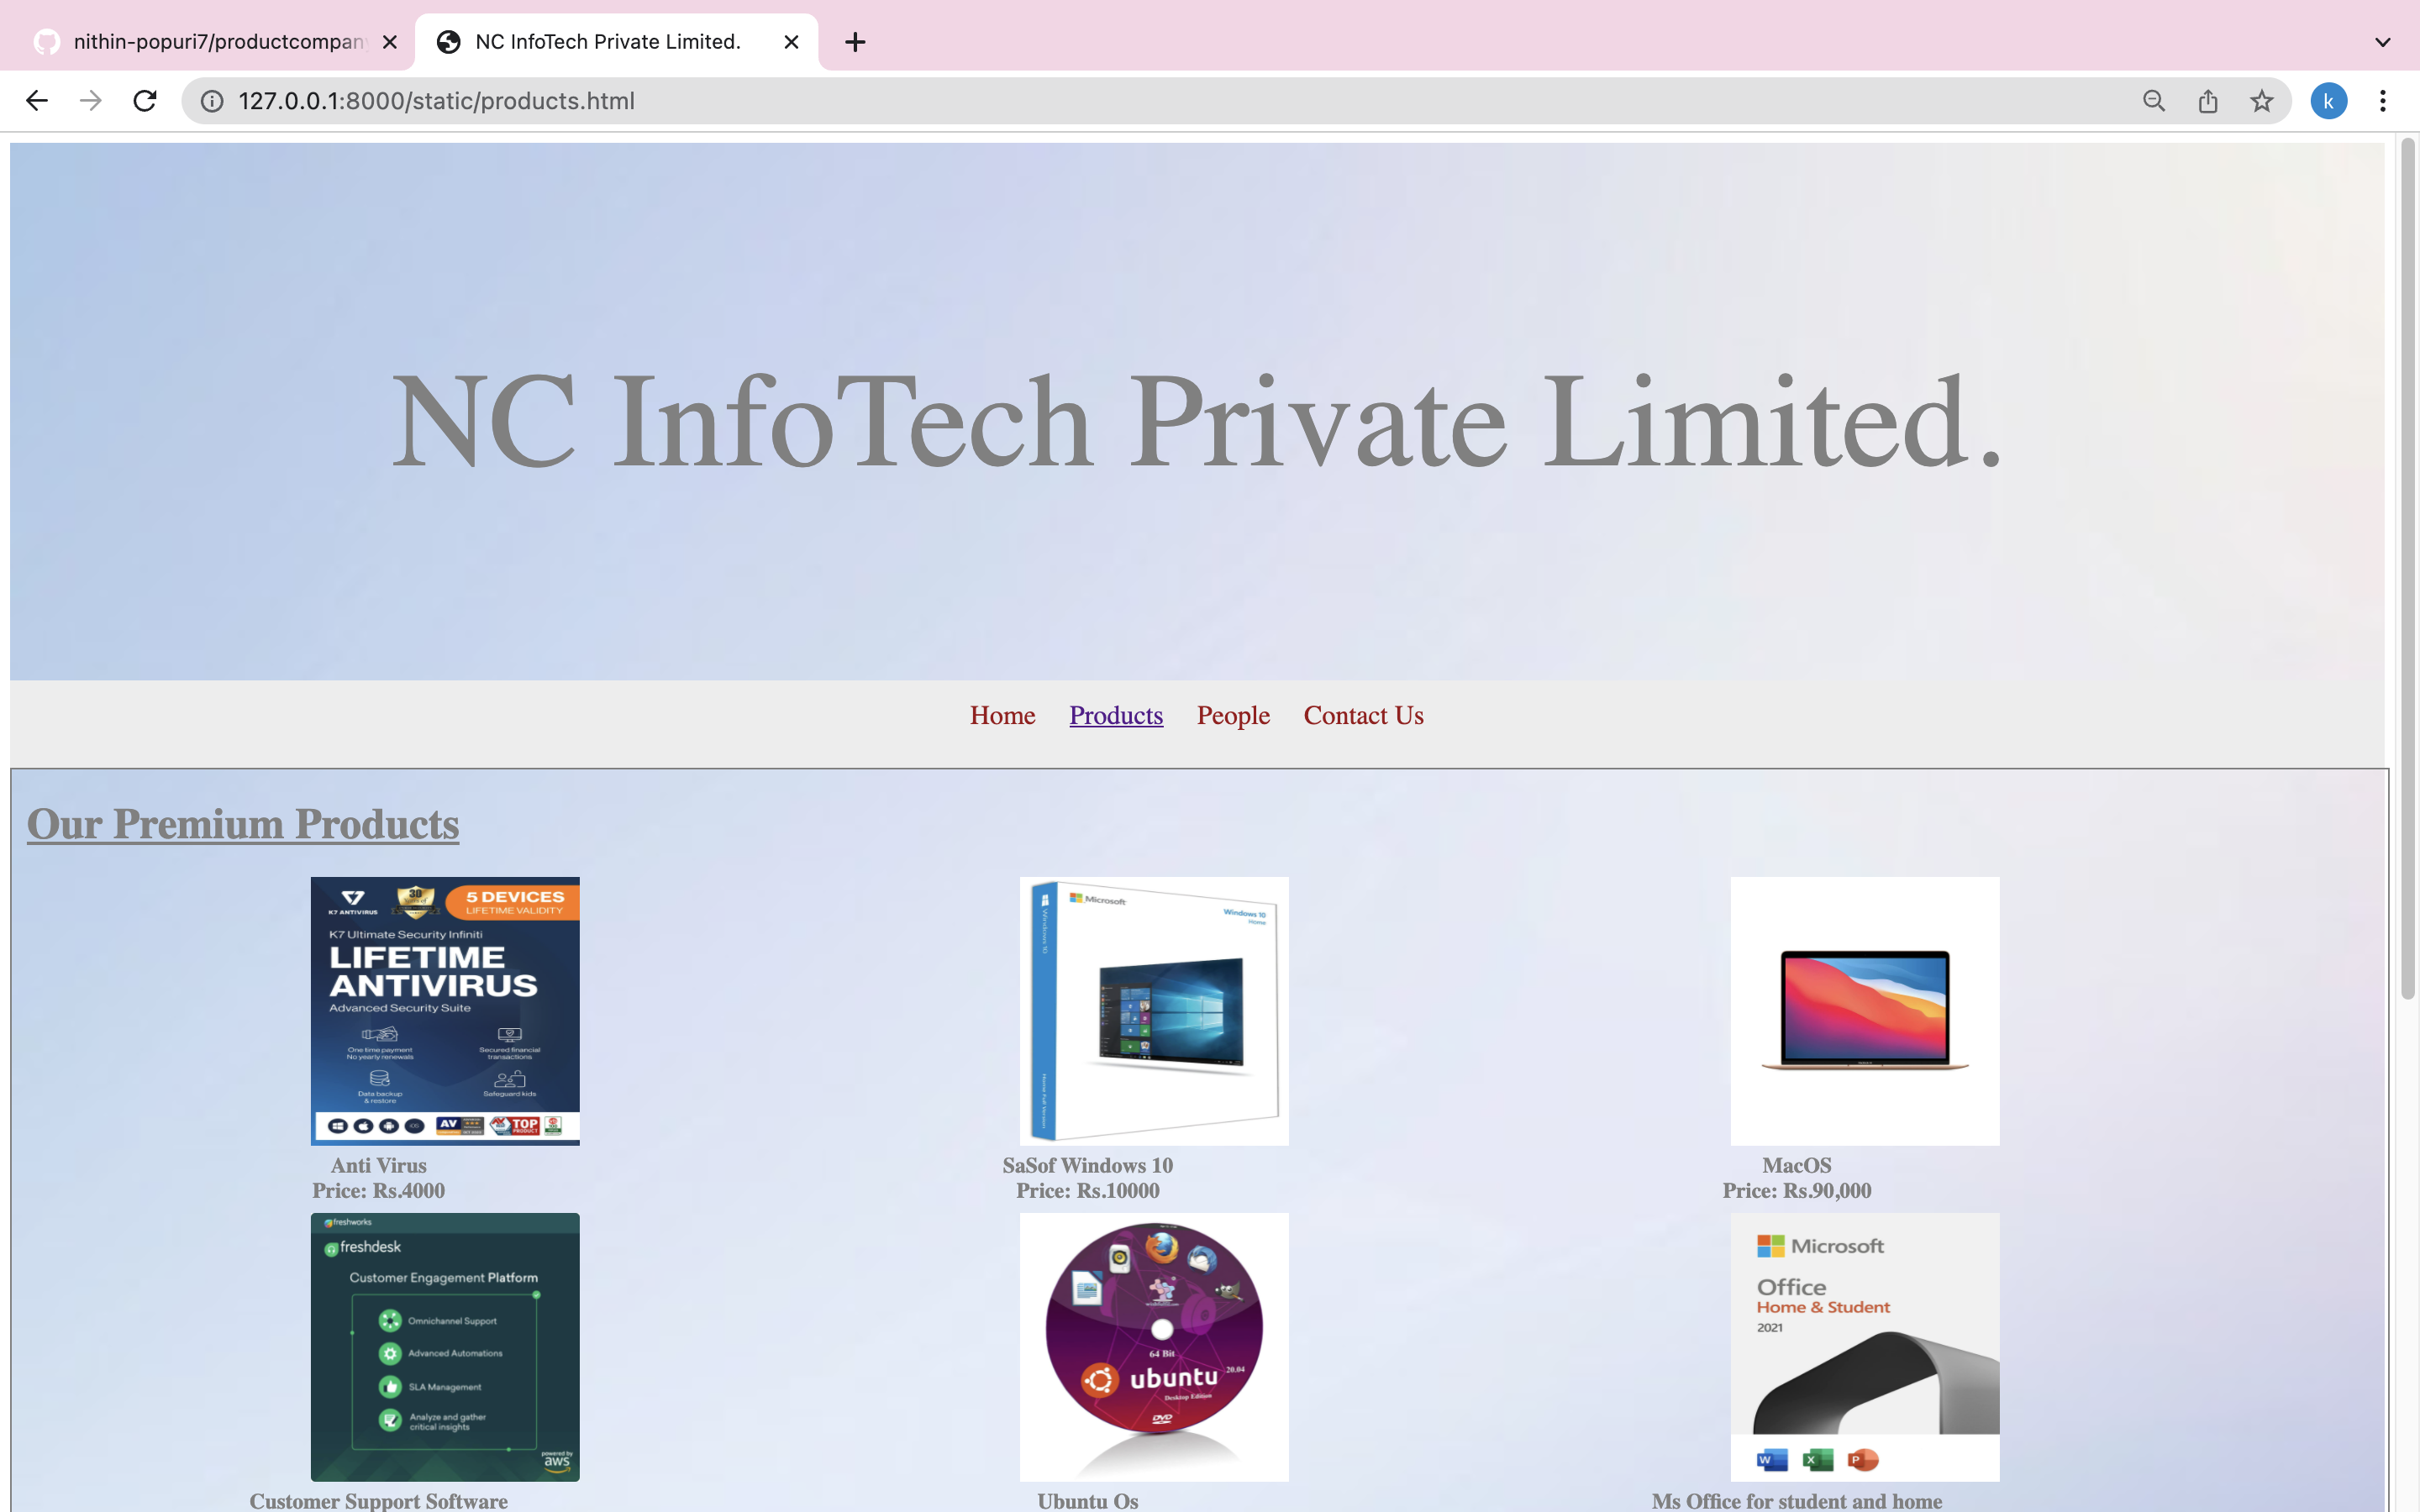 nithin-popuri7/productcompan
NC InfoTech Private Limited.
127.0.0.1:8000/static/products.html
k
NC InfoTech Private Limited.
Home Products People Contact Us
Our Premium Products
K7 ANTIVIRUS
30
5 DEVICES
LIFETIME VALIDITY
K7 Ultimate Security Infiniti
LIFETIME
ANTIVIRUS
Advanced Security Suite
One time payment
No yearly renewals
Secured financial
transactions
Data backup
& restore
Safeguard kids
iOS
AV
TOP
PRODUCT
Microsoft
Windows 10
Home
Windows 10
Anti Virus
Price: Rs.4000
SaSof Windows 10
Price: Rs.10000
MacOS
Price: Rs.90,000
freshworks
freshdesk
Customer Engagement Platform
Omnichannel Support
Advanced Automations
SLA Management
Analyze and gather
critical insights
powered by
aws
64 Bit
ubuntu 20.04
Desktop Edition
DVD
Microsoft
Office
Home & Student
2021
W X P
Customer Support Software
Ubuntu Os
Ms Office for student and home